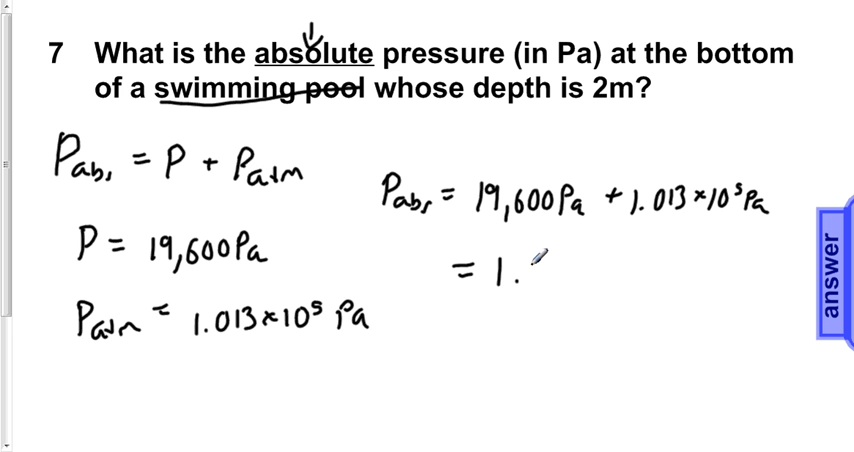 7 What is the absolute pressure (in Pa) at the bottom
of a swimming pool whose depth is 2m?
Pabs = P + Patm
P = 19,600 Pa
Patm = 1.013 × 10⁵ Pa
Pabs = 19,600 Pa + 1.013 × 10⁵ Pa
= 1.
answer